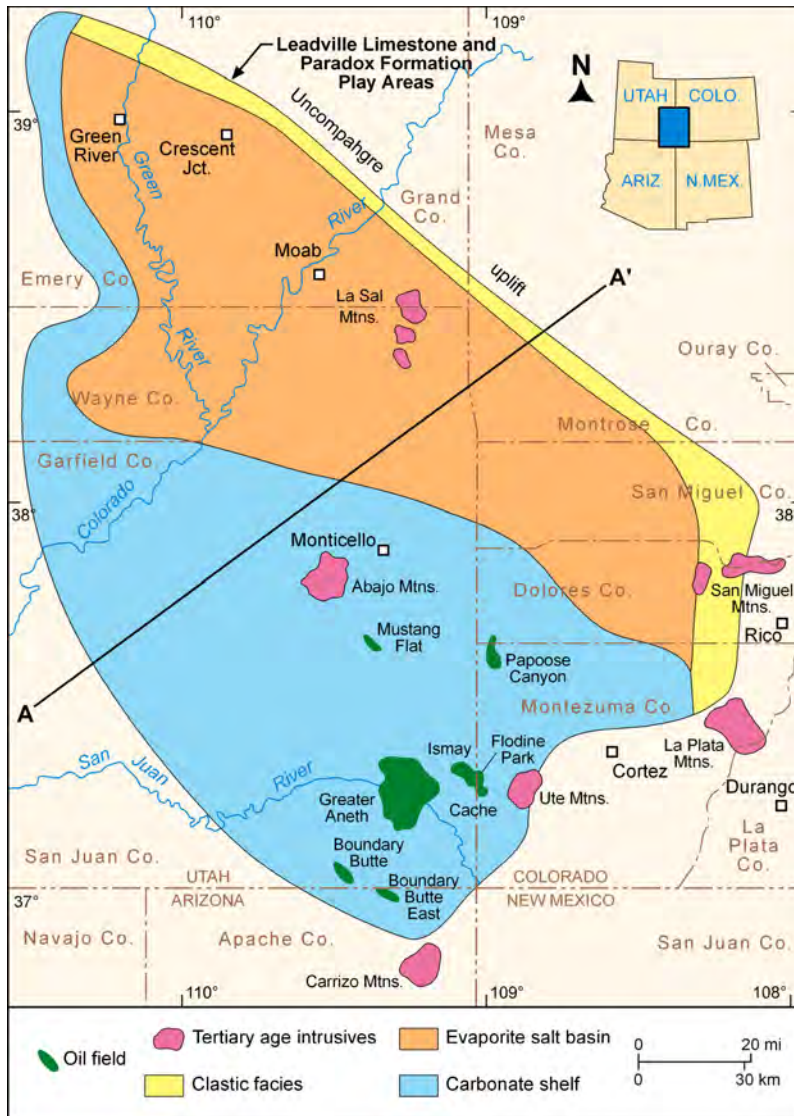 110°
109°
Leadville Limestone and
Paradox Formation
Play Areas
N
UTAH
COLO.
ARIZ
N.MEX.
39°
Green
River
Crescent
Jct.
Uncompahgre
Mesa
Co.
Green
River
Grand
Co.
River
Moab
uplift
A'
Emery Co.
La Sal
Mtns.
Ouray Co.
River
Wayne Co.
Montrose Co.
Garfield Co.
San Miguel Co.
Colorado
38°
38
Monticello
Abajo Mtns.
Dolores Co.
San Miguel
Mtns.
Mustang
Flat
Rico
Papoose
Canyon
A
Montezuma Co.
San Juan River
Ismay
Flodine
Park
La Plata
Mtns.
Cortez
Greater
Aneth
Cache
Ute Mtns.
Durango
Boundary
Butte
La
Plata
Co.
San Juan Co.
UTAH
COLORADO
37°
ARIZONA
NEW MEXICO
Boundary
Butte
East
Navajo Co.
Apache Co.
San Juan Co.
Carrizo Mtns.
110°
109°
108°
Oil field
Tertiary age intrusives
Evaporite salt basin
Clastic facies
Carbonate shelf
0 20 mi
0 30 km